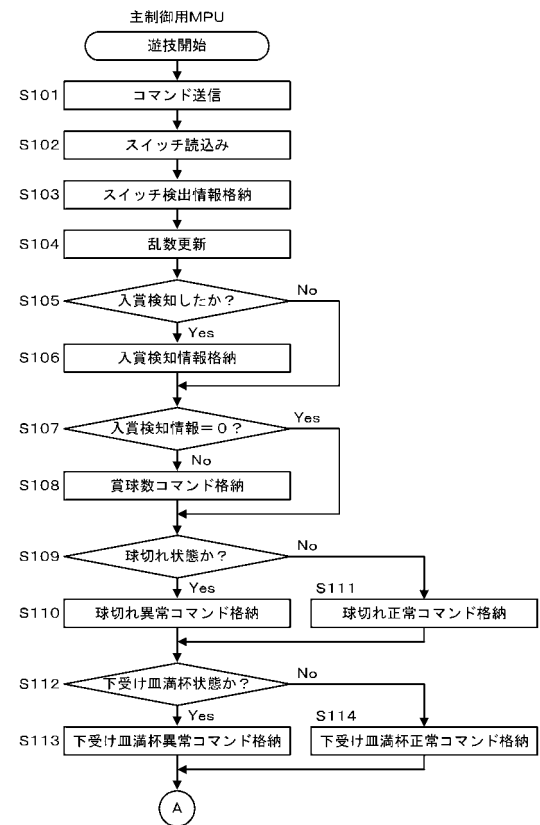 主制御用MPU
遊技開始
S101 コマンド送信
S102 スイッチ読込み
S103 スイッチ検出情報格納
S104 乱数更新
S105 入賞検知したか？ No
Yes
S106 入賞検知情報格納
S107 入賞検知情報＝０？ Yes
No
S108 賞球数コマンド格納
S109 球切れ状態か？ No
Yes S111
S110 球切れ異常コマンド格納 球切れ正常コマンド格納
S112 下受け皿満杯状態か？ No
Yes S114
S113 下受け皿満杯異常コマンド格納 下受け皿満杯正常コマンド格納
A